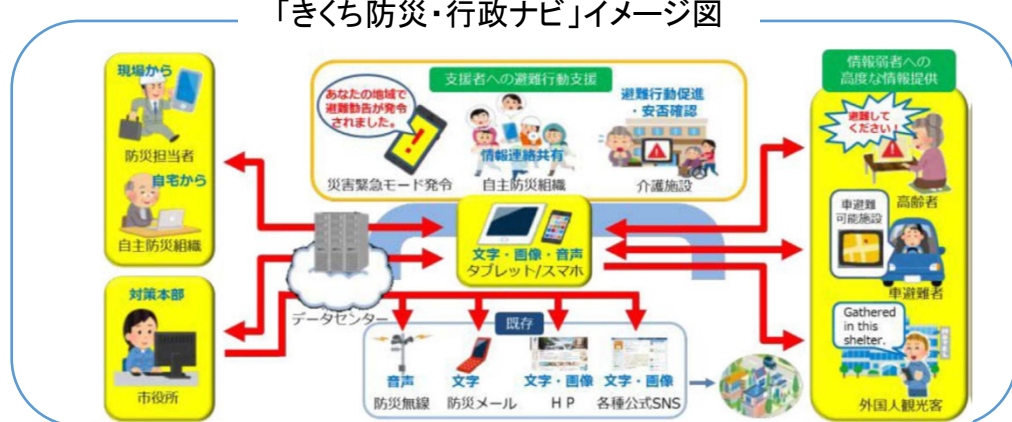 「きくち防災・行政ナビ」イメージ図
現場から
防災担当者
自宅から
自主防災組織
対策本部
市役所
支援者への避難行動支援
あなたの地域で
避難勧告が発令
されました。
災害緊急モード発令
情報連絡共有
自主防災組織
避難行動促進
・安否確認
介護施設
データセンター
文字・画像・音声
タブレット/スマホ
既存
音声
防災無線
文字
防災メール
文字・画像
HP
文字・画像
各種公式SNS
情報弱者への
高度な情報提供
避難して
ください！
高齢者
車避難
可能施設
車避難者
Gathered
in this
shelter.
外国人観光客